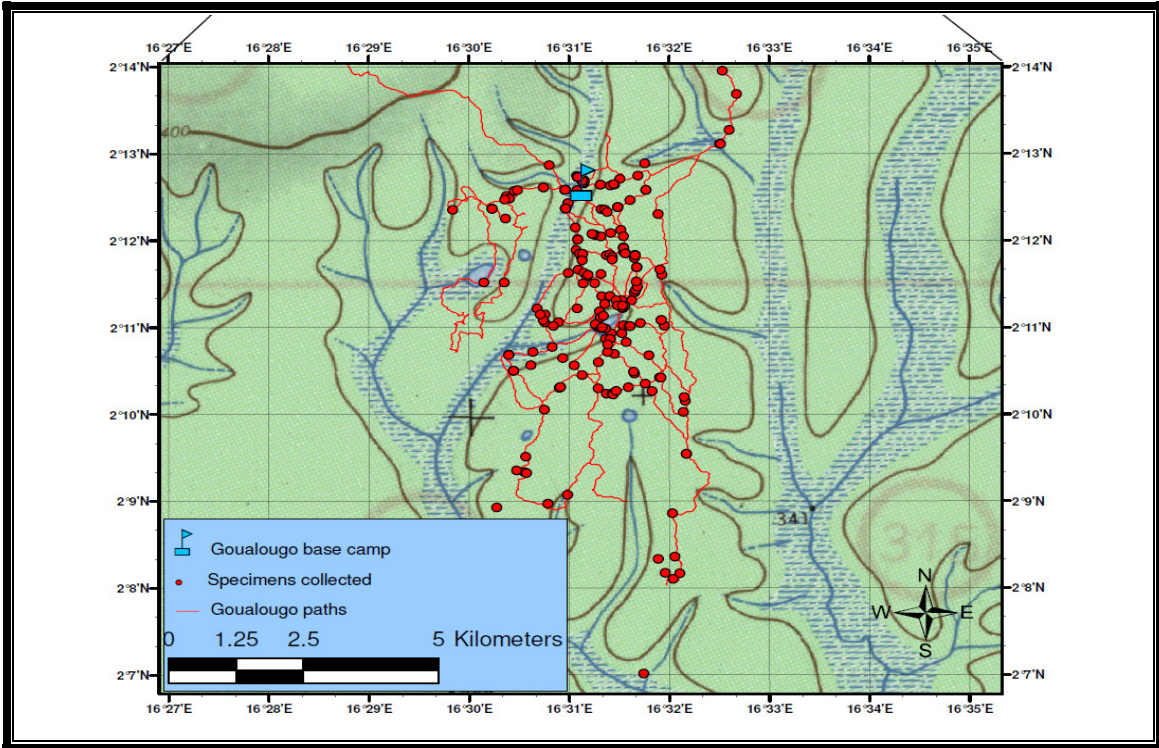 16°27'E 16°28'E 16°29'E 16°30'E 16°31'E 16°32'E 16°33'E 16°34'E 16°35'E
2°14'N 2°14'N
400
2°13'N 2°13'N
2°12'N 2°12'N
2°11'N 2°11'N
2°10'N 2°10'N
2°9'N 2°9'N
341
Goualougo base camp
Specimens collected
Goualougo paths
0 1.25 2.5 5 Kilometers
N
W E
S
2°8'N 2°8'N
2°7'N 2°7'N
16°27'E 16°28'E 16°29'E 16°30'E 16°31'E 16°32'E 16°33'E 16°34'E 16°35'E